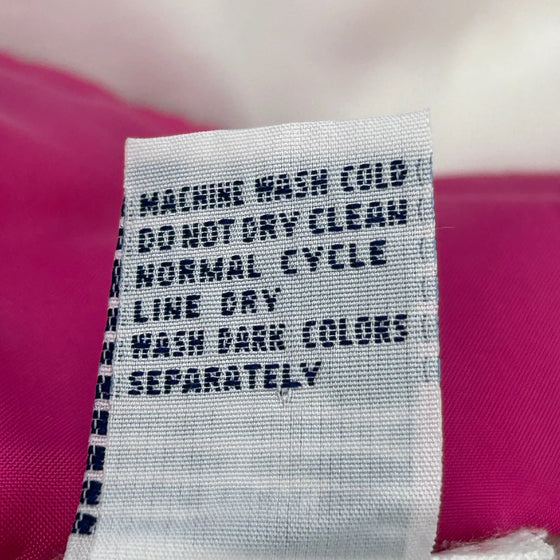 MACHINE WASH COLD
DO NOT DRY CLEAN
NORMAL CYCLE
LINE DRY
WASH DARK COLORS
SEPARATELY